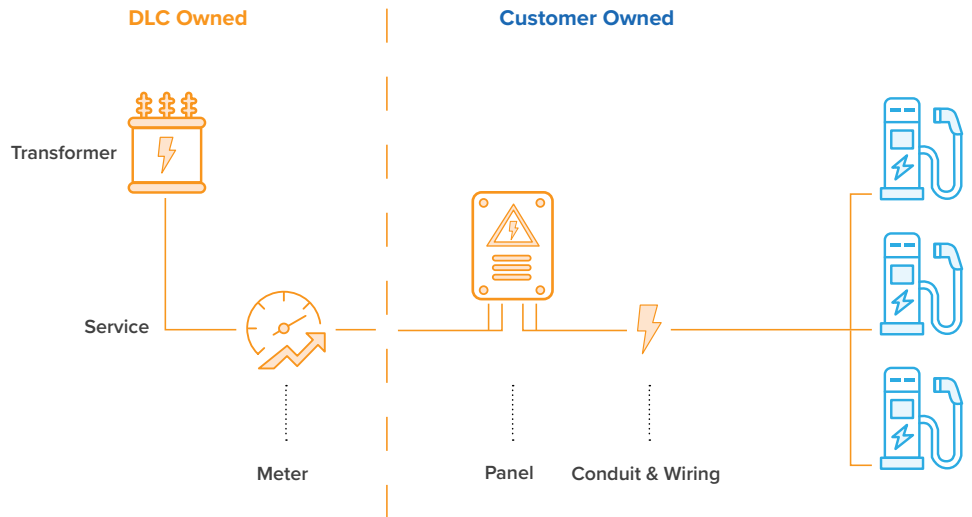 DLC Owned
Customer Owned
Transformer
Service
Meter
Panel
Conduit & Wiring